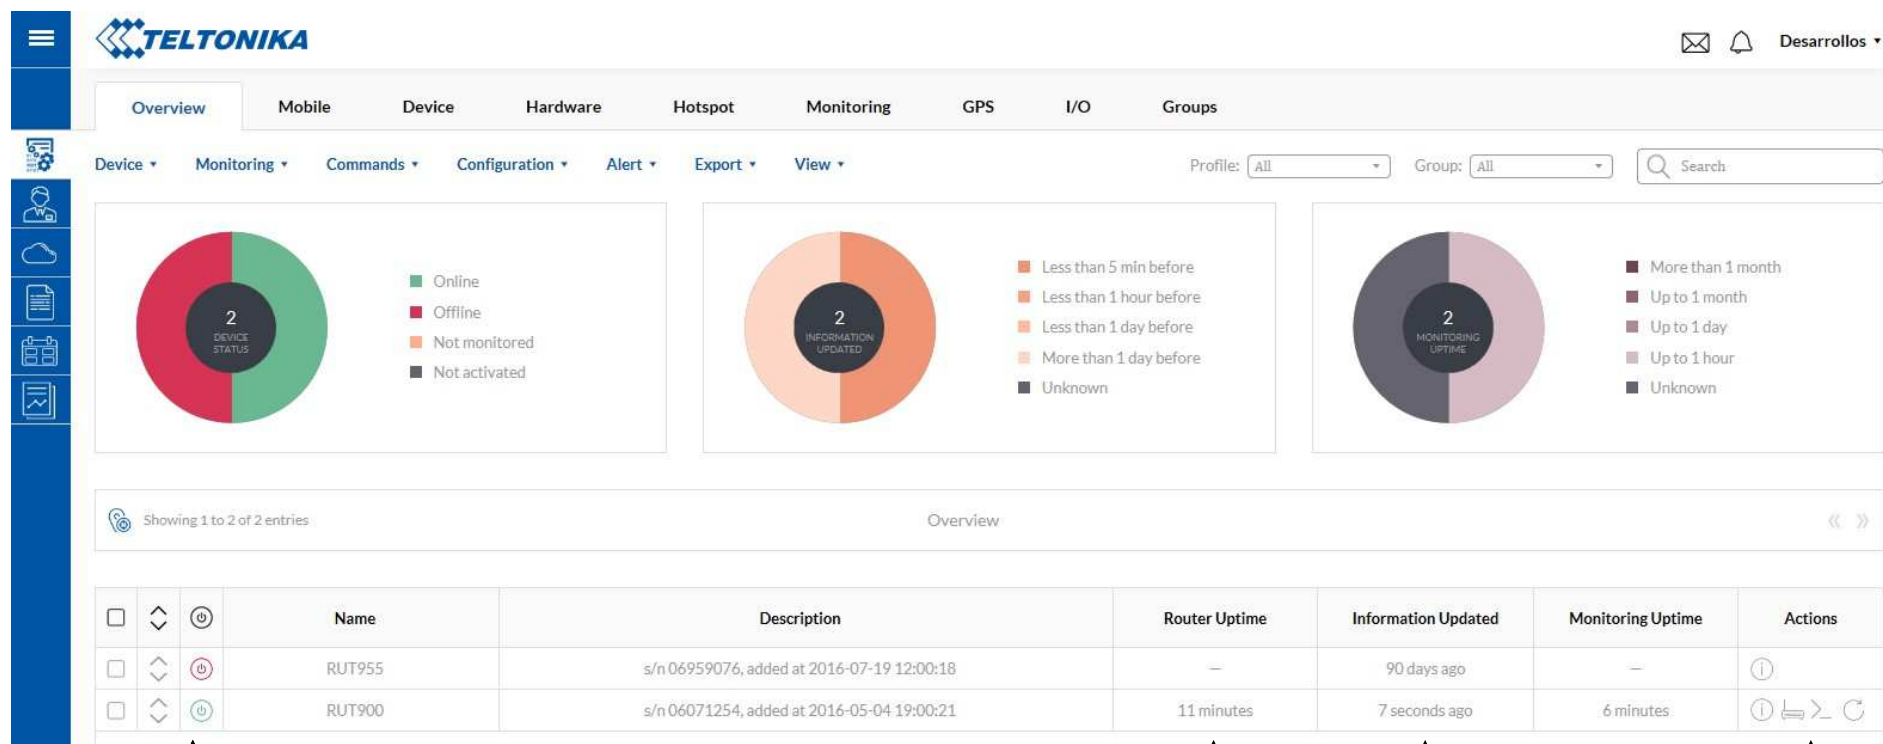 TELTONIKA
Desarrollos
Overview Mobile Device Hardware Hotspot Monitoring GPS I/O Groups
Device Monitoring Commands Configuration Alert Export View Profile: All Group: All Search
2
DEVICE
STATUS
Online
Offline
Not monitored
Not activated
2
INFORMATION
UPDATED
Less than 5 min before
Less than 1 hour before
Less than 1 day before
More than 1 day before
Unknown
2
MONITORING
UPTIME
More than 1 month
Up to 1 month
Up to 1 day
Up to 1 hour
Unknown
Showing 1 to 2 of 2 entries Overview
Name Description Router Uptime Information Updated Monitoring Uptime Actions
RUT955 s/n 06959076, added at 2016-07-19 12:00:18 — 90 days ago —
RUT900 s/n 06071254, added at 2016-05-04 19:00:21 11 minutes 7 seconds ago 6 minutes